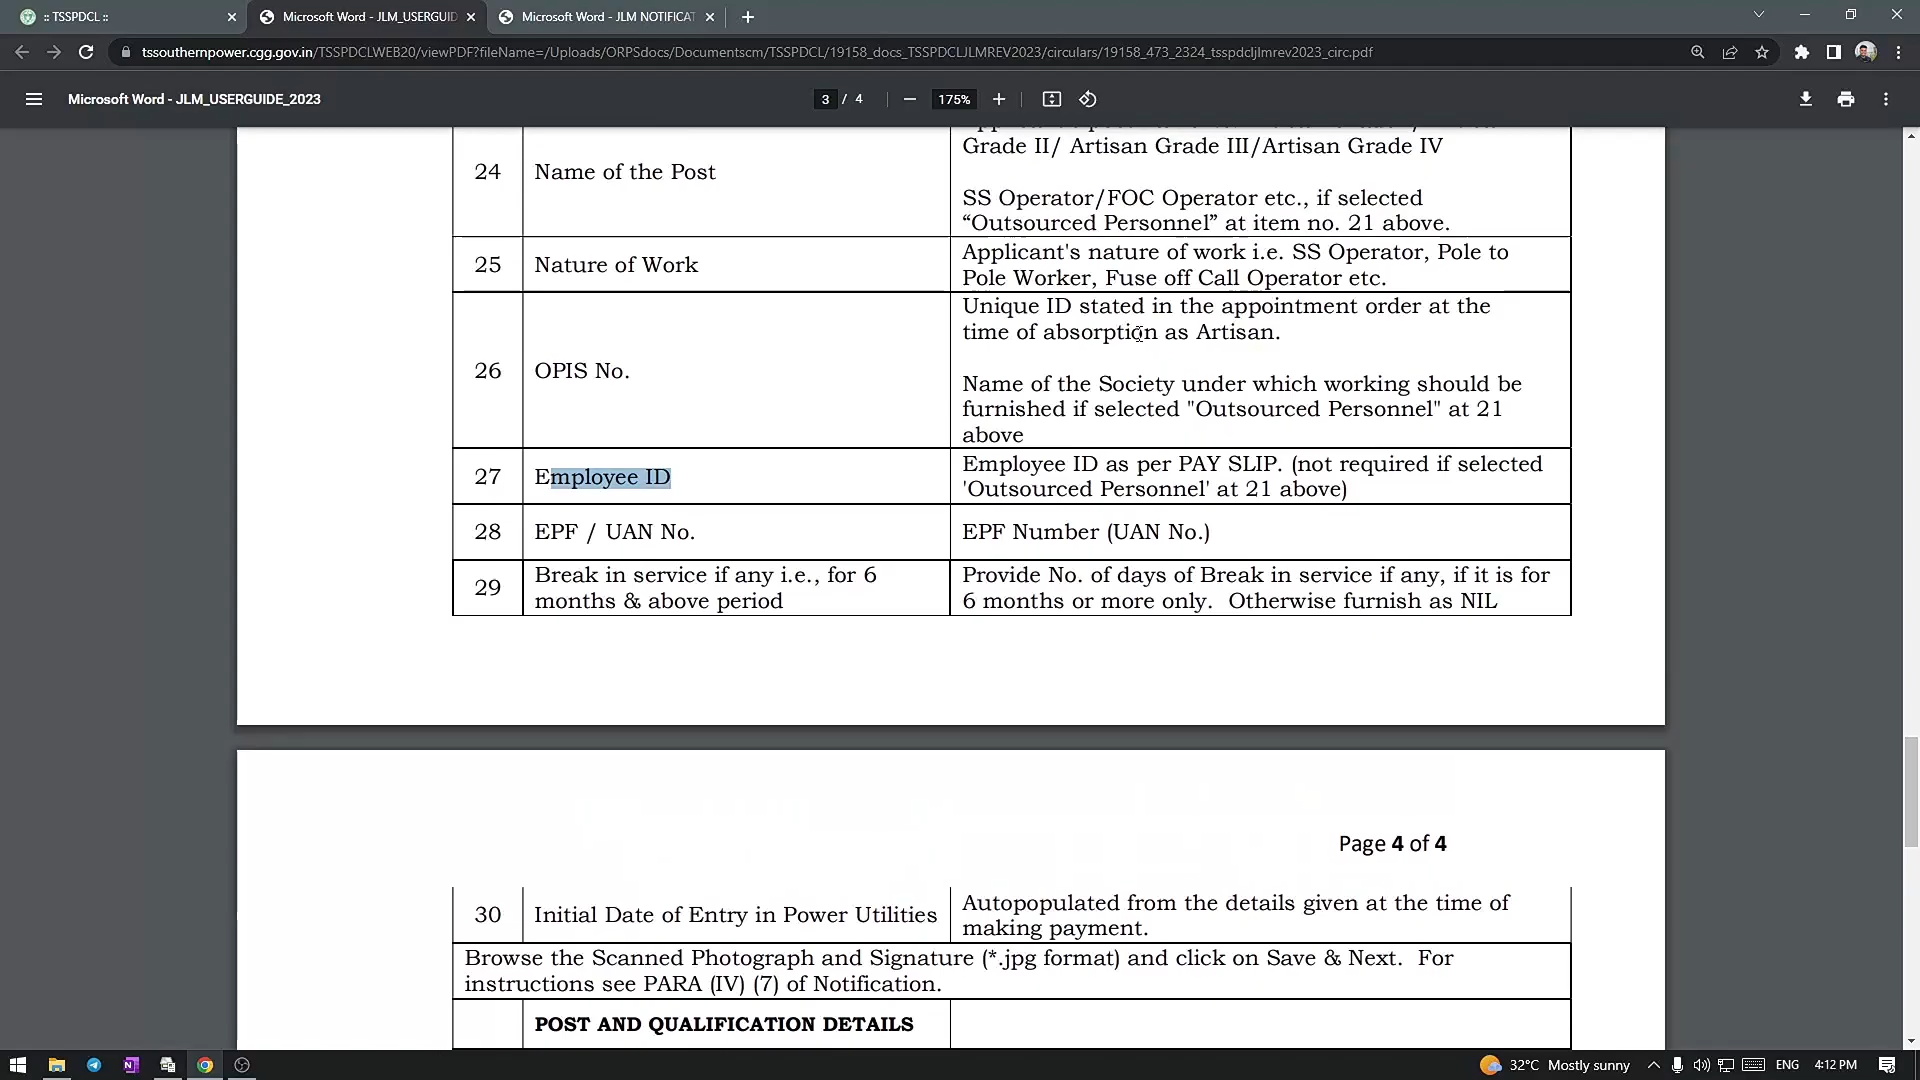 :: TSSPDCL ::
Microsoft Word - JLM_USERGUID
Microsoft Word - JLM NOTIFICAT
tssouthernpower.cgg.gov.in/TSSPDCLWEB20/viewPDF?fileName=/Uploads/ORPSdocs/Documentscm/TSSPDCL/19158_docs_TSSPDCLJLMREV2023/circulars/19158_473_2324_tsspdcljlmrev2023_circ.pdf
Microsoft Word - JLM_USERGUIDE_2023
3 / 4
175%
24
Name of the Post
Grade II/ Artisan Grade III/Artisan Grade IV
SS Operator/FOC Operator etc., if selected
“Outsourced Personnel” at item no. 21 above.
25
Nature of Work
Applicant's nature of work i.e. SS Operator, Pole to
Pole Worker, Fuse off Call Operator etc.
26
OPIS No.
Unique ID stated in the appointment order at the
time of absorption as Artisan.
Name of the Society under which working should be
furnished if selected "Outsourced Personnel" at 21
above
27
Employee ID
Employee ID as per PAY SLIP. (not required if selected
'Outsourced Personnel' at 21 above)
28
EPF / UAN No.
EPF Number (UAN No.)
29
Break in service if any i.e., for 6
months & above period
Provide No. of days of Break in service if any, if it is for
6 months or more only. Otherwise furnish as NIL
Page 4 of 4
30
Initial Date of Entry in Power Utilities
Autopopulated from the details given at the time of
making payment.
Browse the Scanned Photograph and Signature (*.jpg format) and click on Save & Next. For
instructions see PARA (IV) (7) of Notification.
POST AND QUALIFICATION DETAILS
32°C Mostly sunny
ENG
4:12 PM